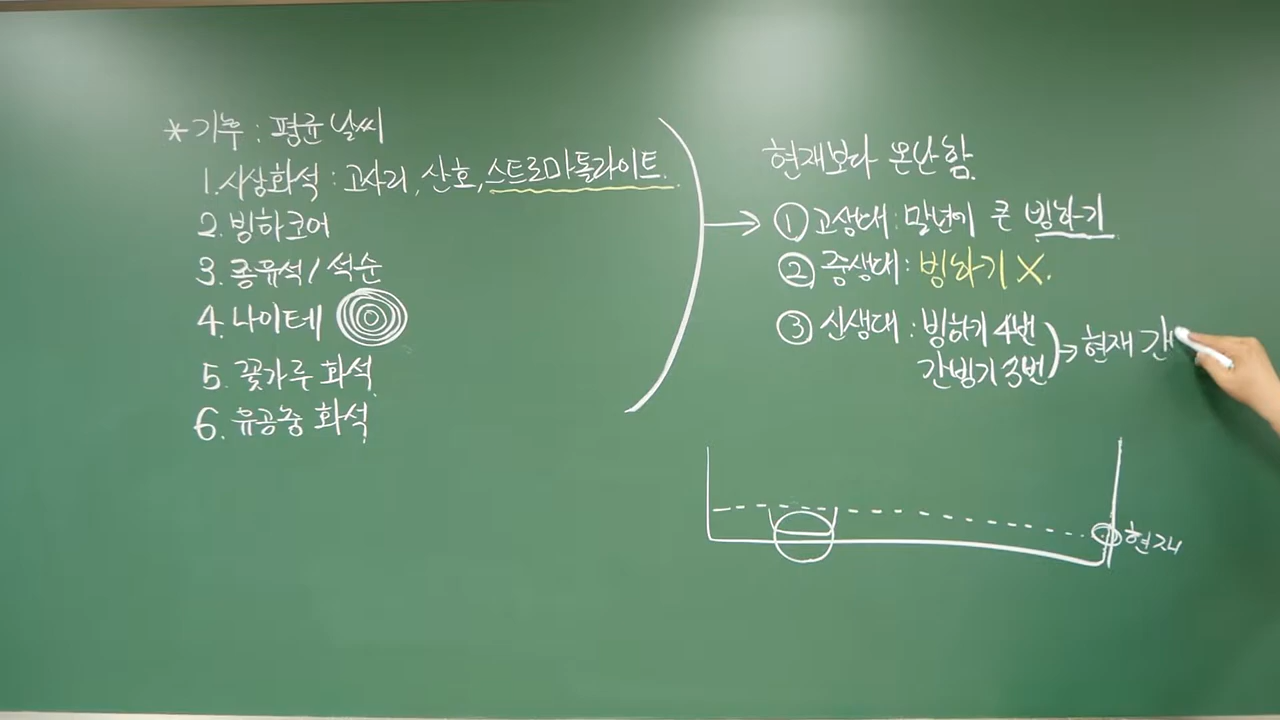 *기후 : 평균 날씨
1. 시상화석 : 고사리, 산호, 스트로마톨라이트.
2. 빙하코어
3. 종유석/석순
4. 나이테
5. 꽃가루 화석.
6. 유공충 화석.
현재보다 온난함.
① 고생대 : 말년에 큰 빙하기
② 중생대 : 빙하기 X.
③ 신생대 : 빙하기 4번
간빙기 3번
→ 현재 간
현재